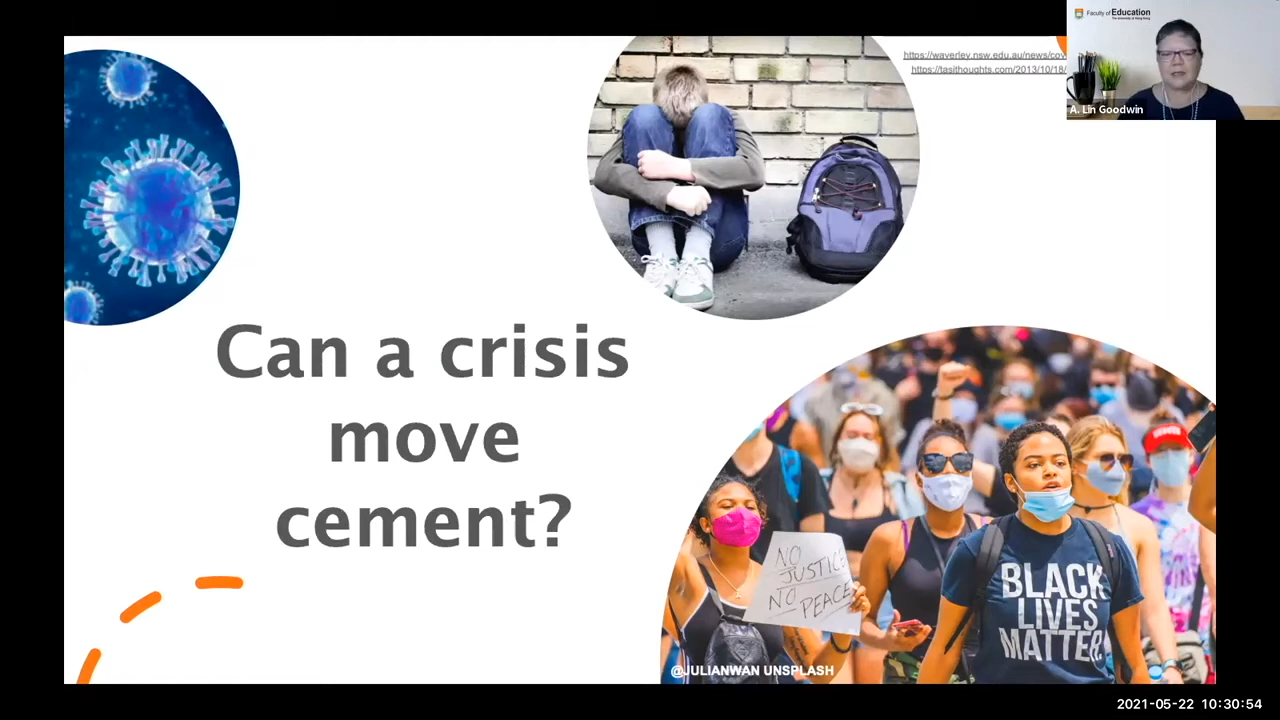 Faculty of Education
The University of Hong Kong
https://waverley.nsw.edu.au/news/cov
https://tasithoughts.com/2013/10/18/
A. Lin Goodwin
Can a crisis
move
cement?
NO
JUSTICE
NO
PEACE
BLACK
LIVES
MATTER
@JULIANWAN UNSPLASH
2021-05-22 10:30:54